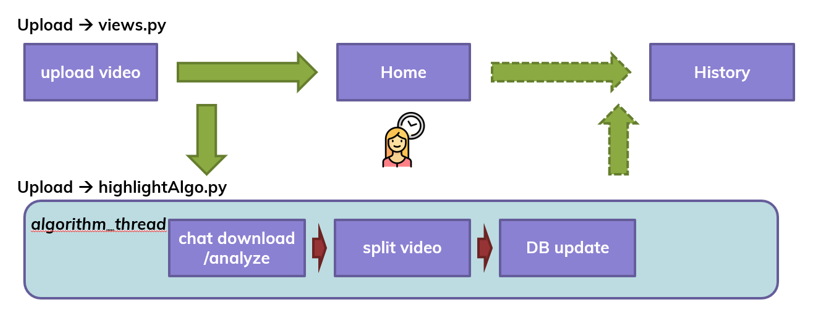 Upload → views.py
upload video
Home
History
Upload → highlightAlgo.py
algorithm_thread
chat download
/analyze
split video
DB update